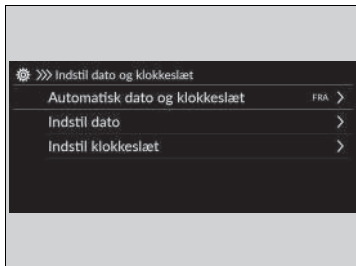 Indstil dato og klokkeslæt
Automatisk dato og klokkeslæt FRA
Indstil dato
Indstil klokkeslæt